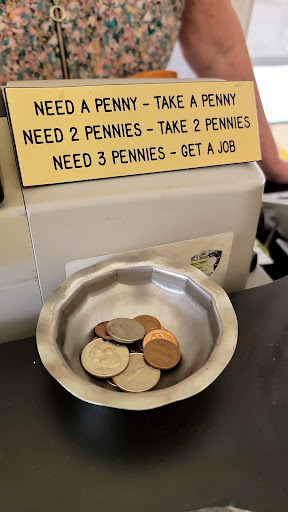 NEED A PENNY – TAKE A PENNY
NEED 2 PENNIES – TAKE 2 PENNIES
NEED 3 PENNIES – GET A JOB